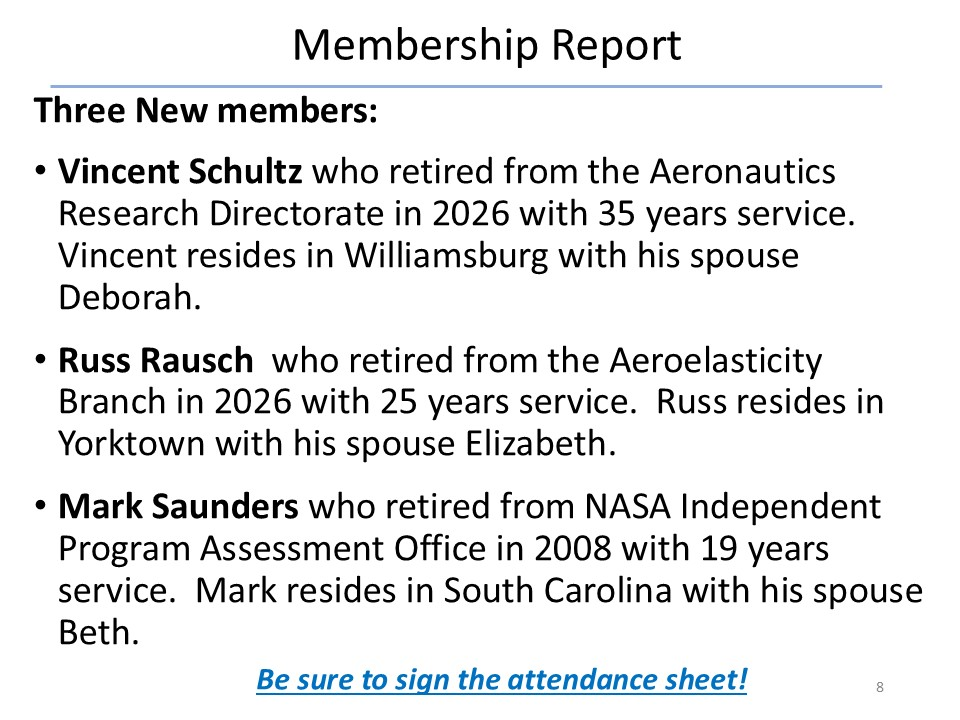 Membership Report
Three New members:
• Vincent Schultz who retired from the Aeronautics
Research Directorate in 2026 with 35 years service.
Vincent resides in Williamsburg with his spouse
Deborah.
• Russ Rausch  who retired from the Aeroelasticity
Branch in 2026 with 25 years service.  Russ resides in
Yorktown with his spouse Elizabeth.
• Mark Saunders who retired from NASA Independent
Program Assessment Office in 2008 with 19 years
service.  Mark resides in South Carolina with his spouse
Beth.
Be sure to sign the attendance sheet!
8